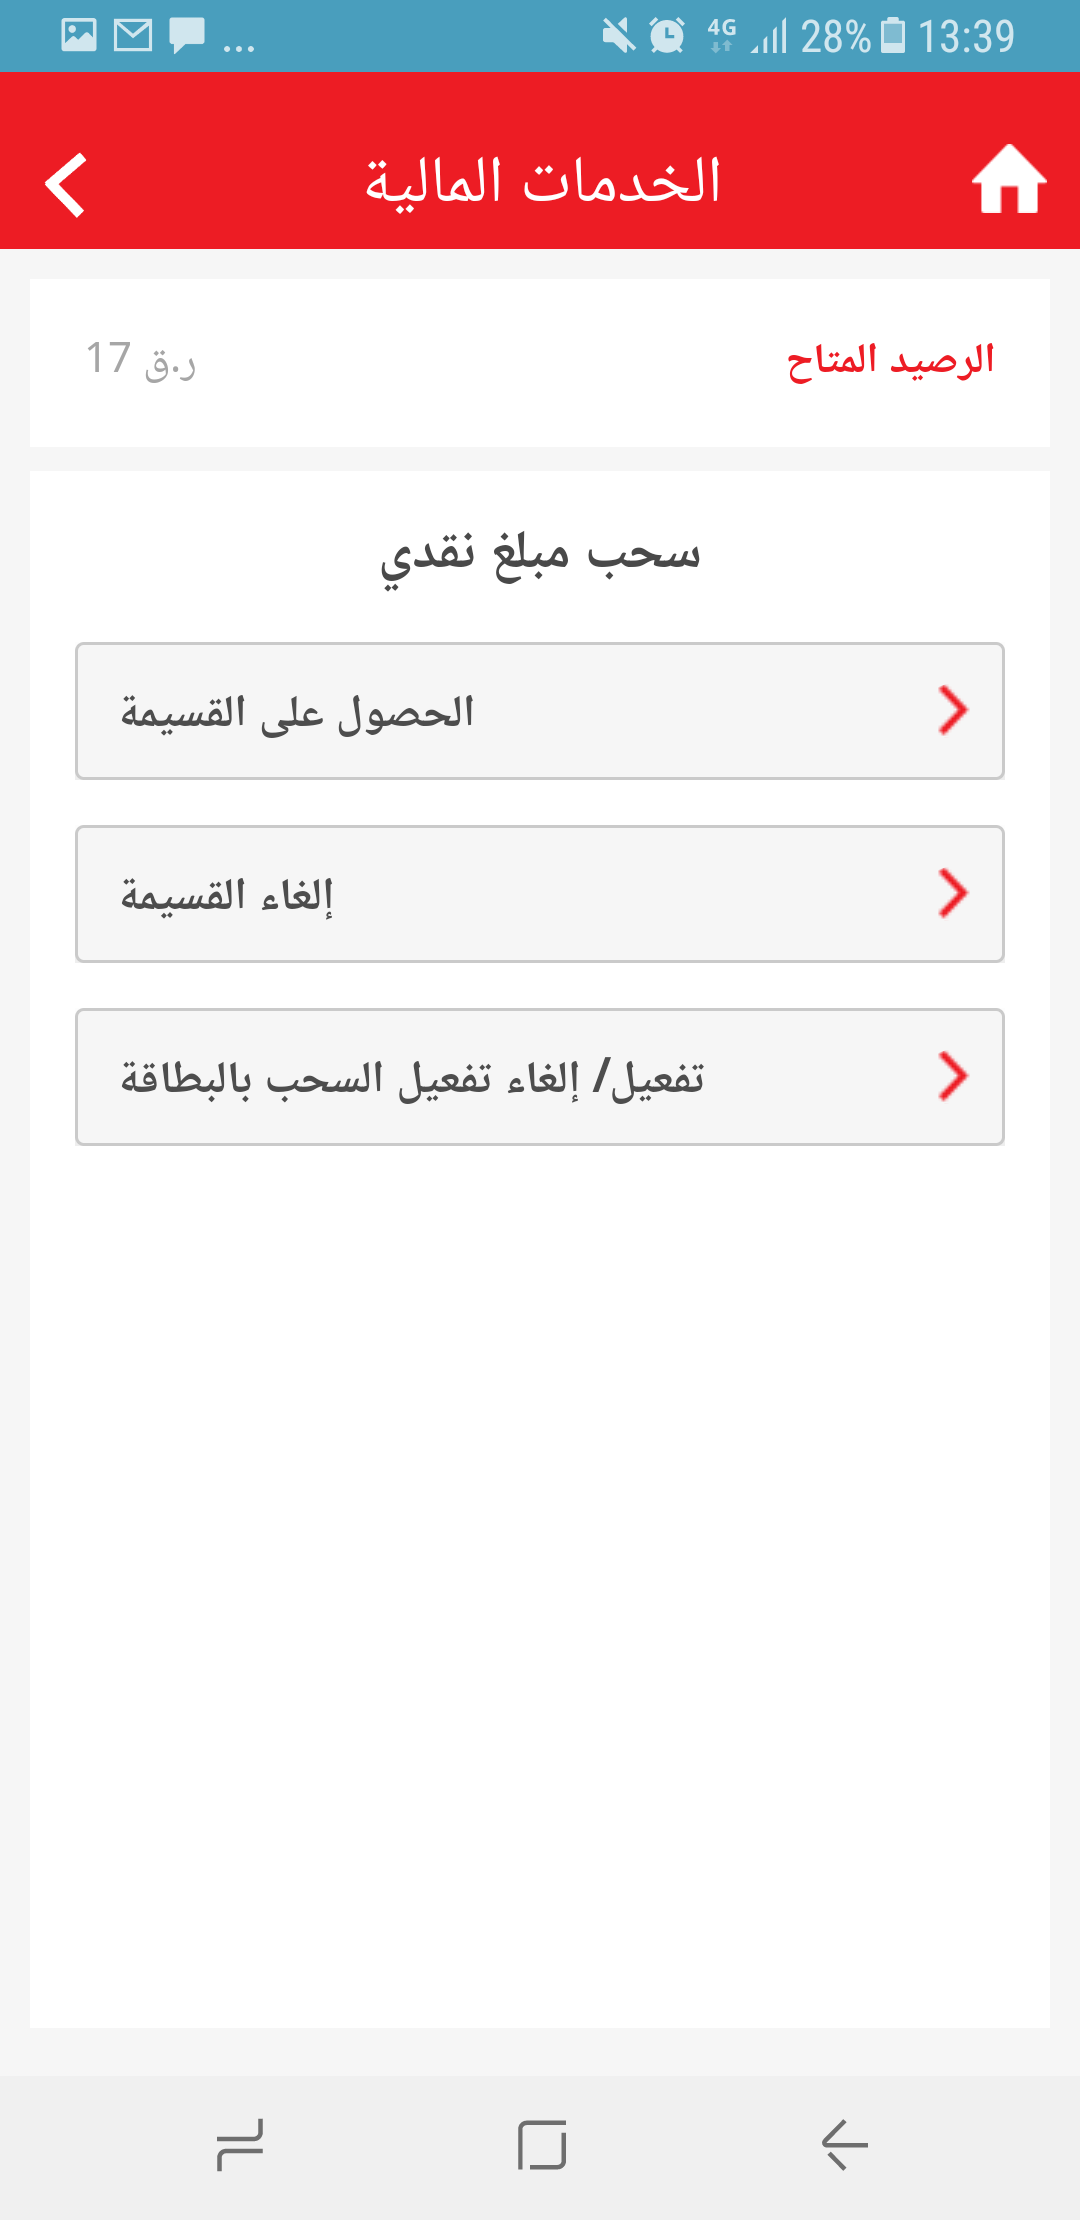 ... 4G 28% 13:39
الخدمات المالية
الرصيد المتاح
ر.ق 17
سحب مبلغ نقدي
الحصول على القسيمة
إلغاء القسيمة
تفعيل/ إلغاء تفعيل السحب بالبطاقة